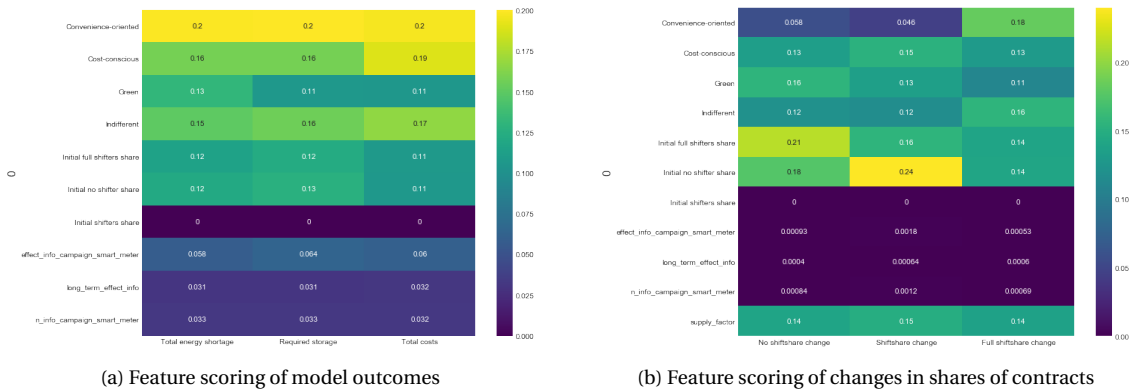 Convenience-oriented 0.2 0.2 0.2
Cost-conscious 0.16 0.16 0.19
Green 0.13 0.11 0.11
Indifferent 0.15 0.16 0.17
Initial full shifters share 0.12 0.12 0.11
Initial no shifter share 0.12 0.13 0.11
Initial shifters share 0 0 0
effect_info_campaign_smart_meter 0.058 0.064 0.06
long_term_effect_info 0.031 0.031 0.032
n_info_campaign_smart_meter 0.033 0.033 0.032
Total energy shortage Required storage Total costs
0
0.200
0.175
0.150
0.125
0.100
0.075
0.050
0.025
0.000
(a) Feature scoring of model outcomes
Convenience-oriented 0.058 0.046 0.18
Cost-conscious 0.13 0.15 0.13
Green 0.16 0.13 0.11
Indifferent 0.12 0.12 0.16
Initial full shifters share 0.21 0.16 0.14
Initial no shifter share 0.18 0.24 0.14
Initial shifters share 0 0 0
effect_info_campaign_smart_meter 0.00093 0.0018 0.00053
long_term_effect_info 0.0004 0.00064 0.0006
n_info_campaign_smart_meter 0.00084 0.0012 0.00069
supply_factor 0.14 0.15 0.14
No shiftshare change Shiftshare change Full shiftshare change
0
0.20
0.15
0.10
0.05
0.00
(b) Feature scoring of changes in shares of contracts